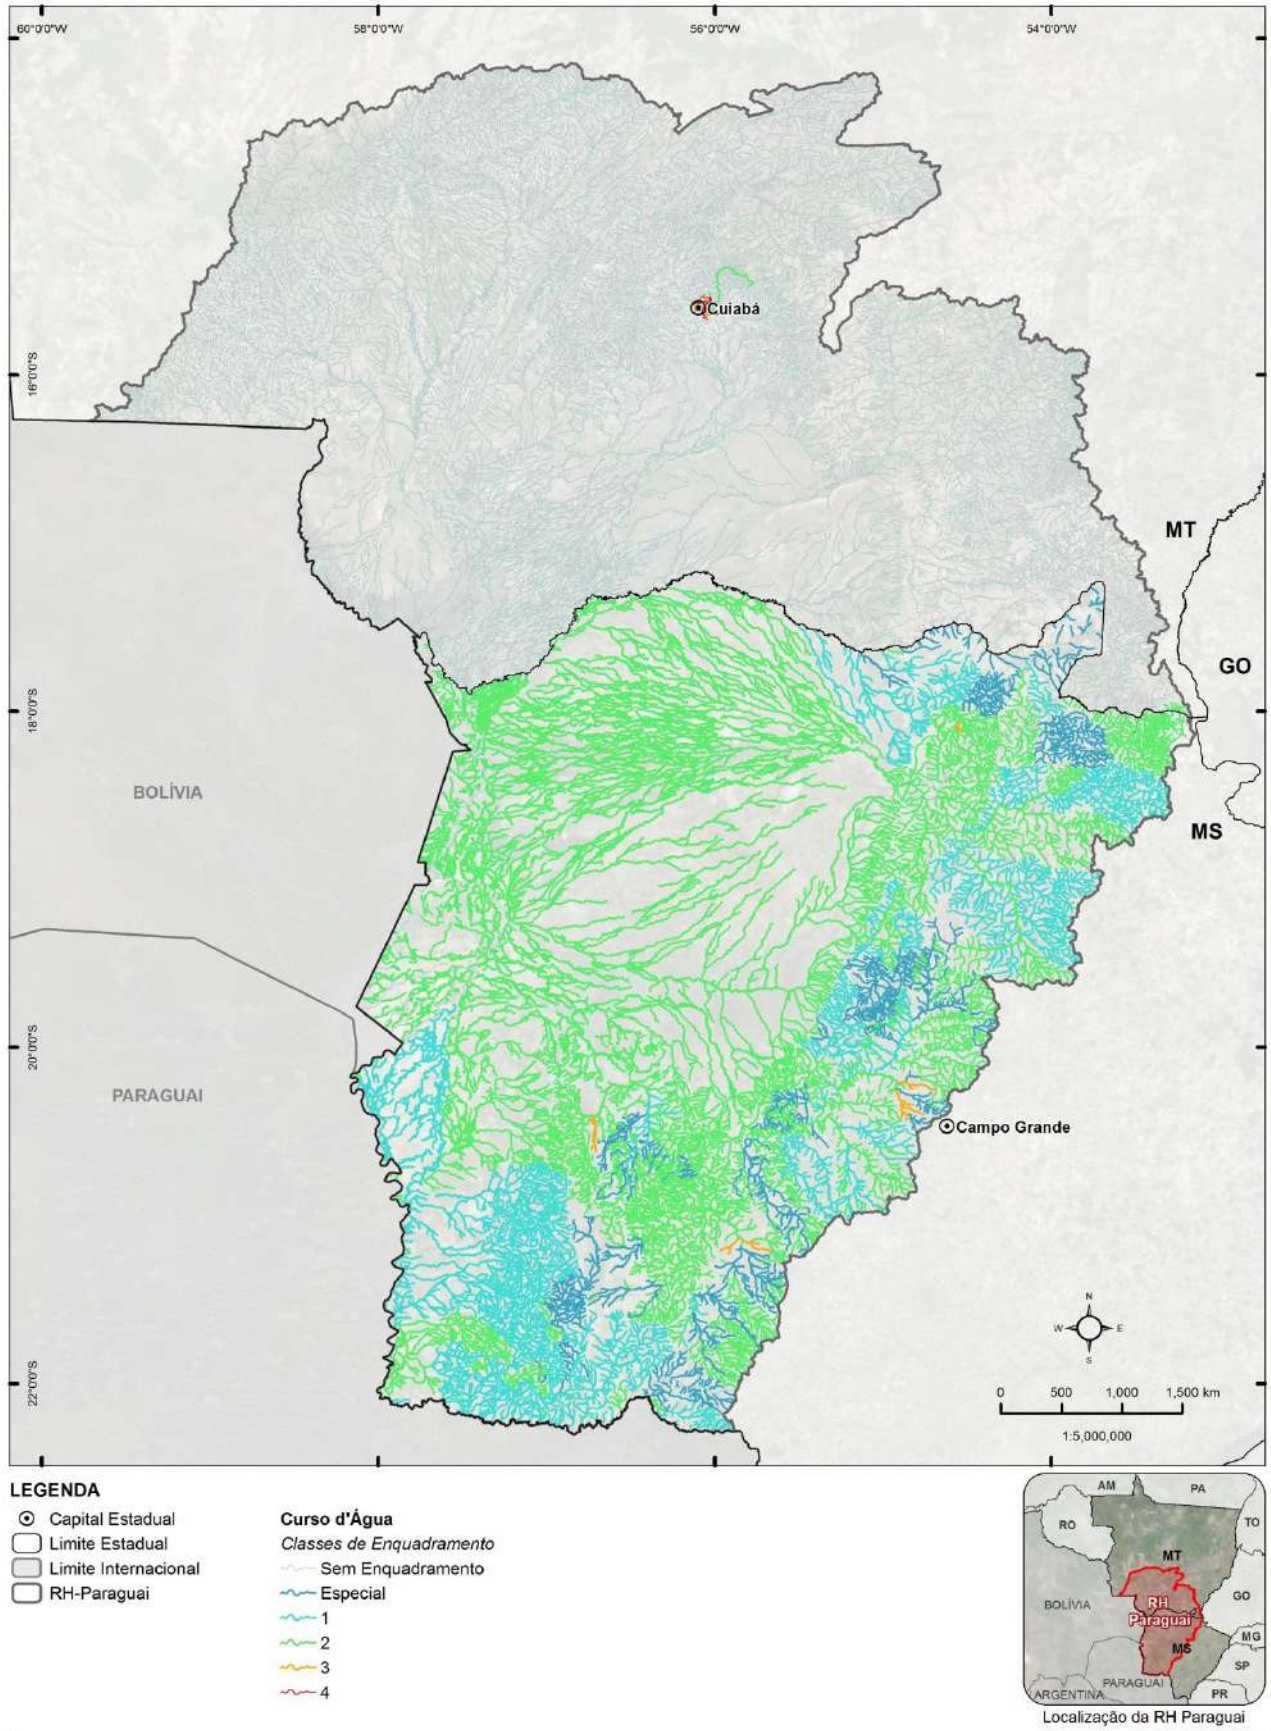 60°0'0"W
58°0'0"W
56°0'0"W
54°0'0"W
16°0'0"S
18°0'0"S
20°0'0"S
22°0'0"S
Cuiabá
MT
GO
MS
BOLÍVIA
PARAGUAI
Campo Grande
N
W
E
S
0 500 1,000 1,500 km
1:5,000,000
LEGENDA
Capital Estadual
Limite Estadual
Limite Internacional
RH-Paraguai
Curso d'Água
Classes de Enquadramento
Sem Enquadramento
Especial
1
2
3
4
AM
PA
RO
TO
MT
GO
BOLÍVIA
RH
Paraguai
MG
MS
SP
PARAGUAI
ARGENTINA
PR
Localização da RH Paraguai